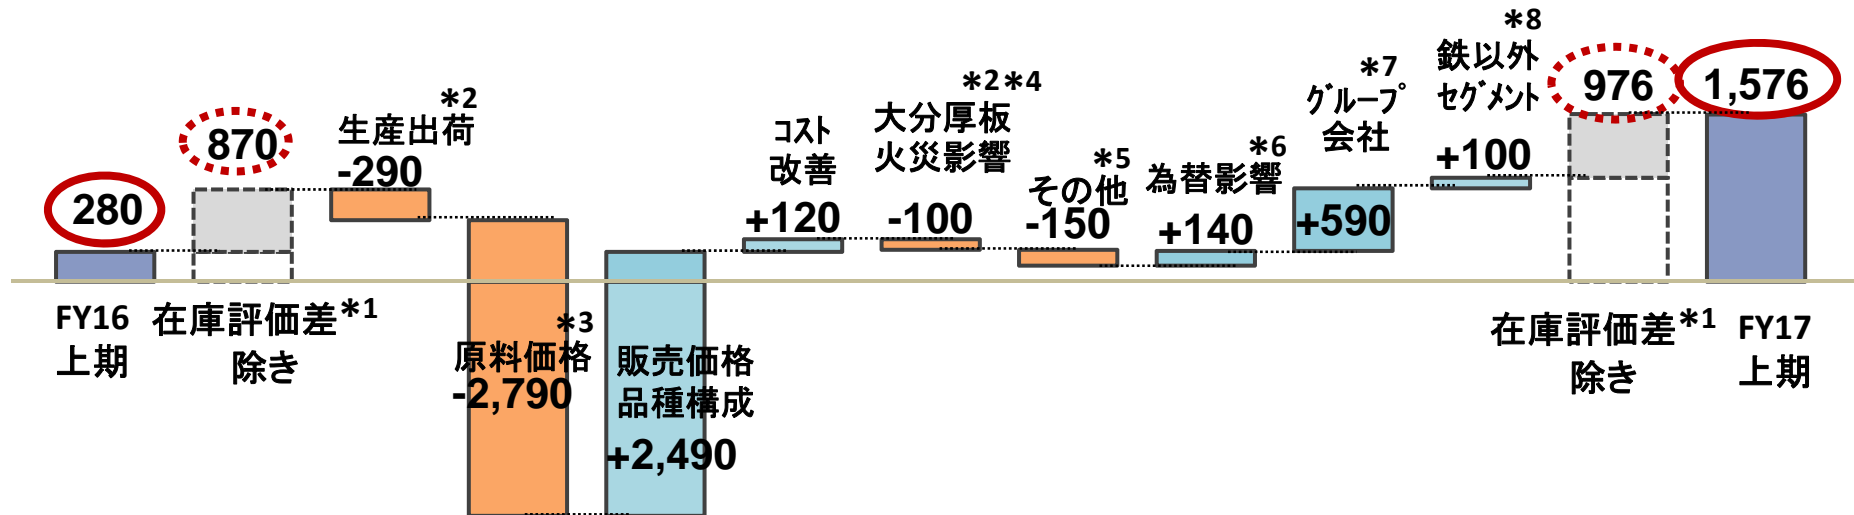 280
FY16
上期
870
在庫評価差*1
除き
*2
生産出荷
-290
*3
原料価格
-2,790
販売価格
品種構成
+2,490
ｺｽﾄ
改善
+120
*2*4
大分厚板
火災影響
-100
*5
その他
-150
*6
為替影響
+140
*7
ｸﾞﾙｰﾌﾟ
会社
+590
*8
鉄以外
ｾｸﾞﾒﾝﾄ
+100
976
在庫評価差*1
除き
1,576
FY17
上期